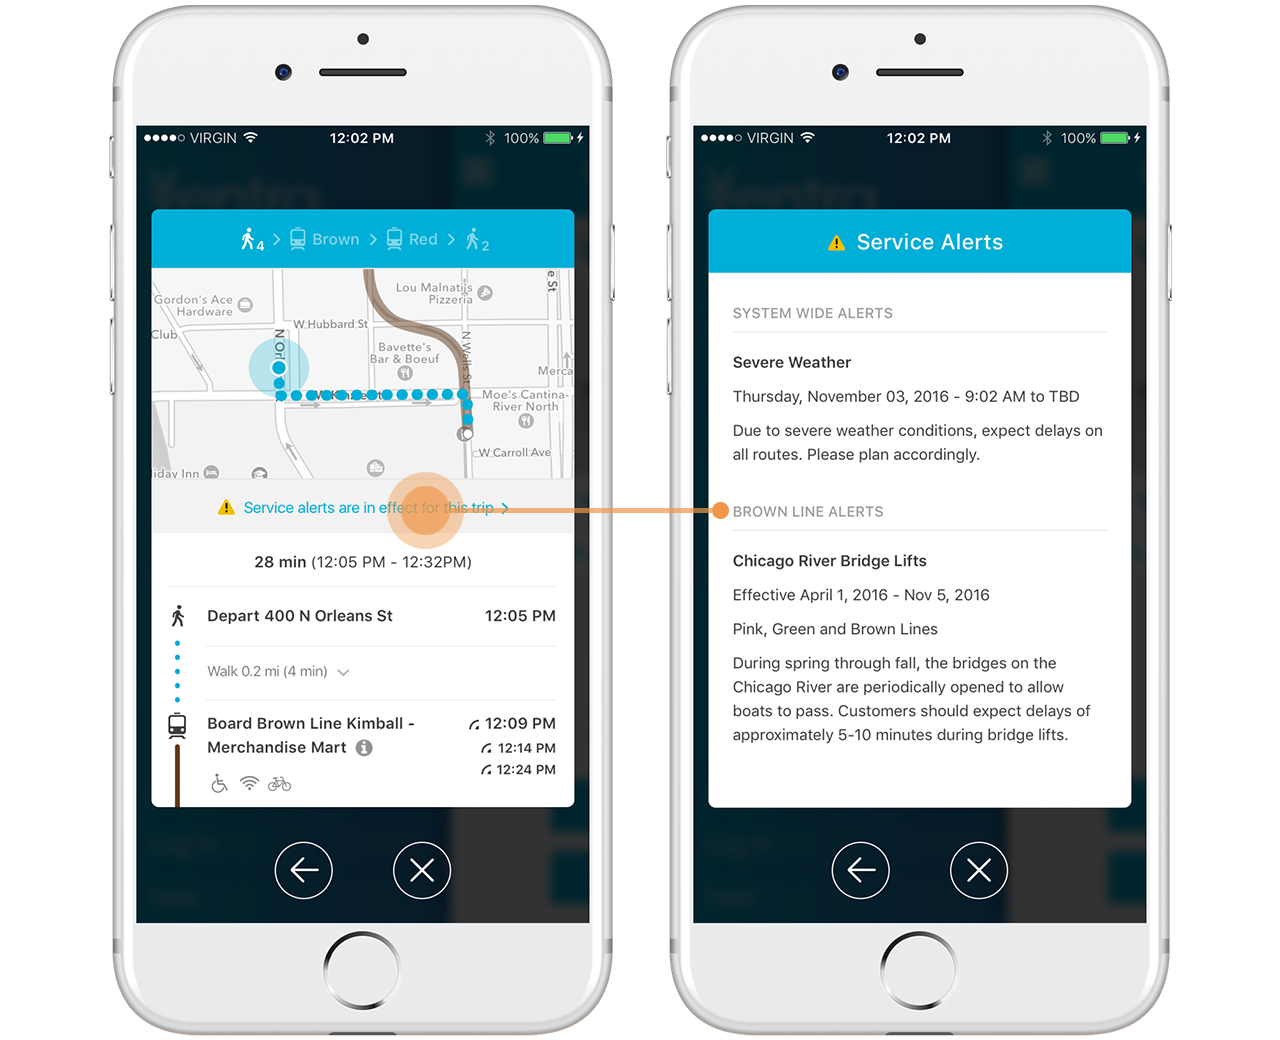 VIRGIN 12:02 PM 100%
4 > Brown > Red > 2
Lou Malnati's
Pizzeria
Gordon's Ace
Hardware
Club
W Hubbard St
N Wells St
Bavette's
Bar & Boeuf
Moe's Cantina-
River North
W Carroll Ave
Service alerts are in effect for this trip >
28 min (12:05 PM - 12:32PM)
Depart 400 N Orleans St 12:05 PM
Walk 0.2 mi (4 min)
Board Brown Line Kimball - 12:09 PM
Merchandise Mart 12:14 PM
12:24 PM
VIRGIN 12:02 PM 100%
Service Alerts
SYSTEM WIDE ALERTS
Severe Weather
Thursday, November 03, 2016 - 9:02 AM to TBD
Due to severe weather conditions, expect delays on
all routes. Please plan accordingly.
BROWN LINE ALERTS
Chicago River Bridge Lifts
Effective April 1, 2016 - Nov 5, 2016
Pink, Green and Brown Lines
During spring through fall, the bridges on the
Chicago River are periodically opened to allow
boats to pass. Customers should expect delays of
approximately 5-10 minutes during bridge lifts.